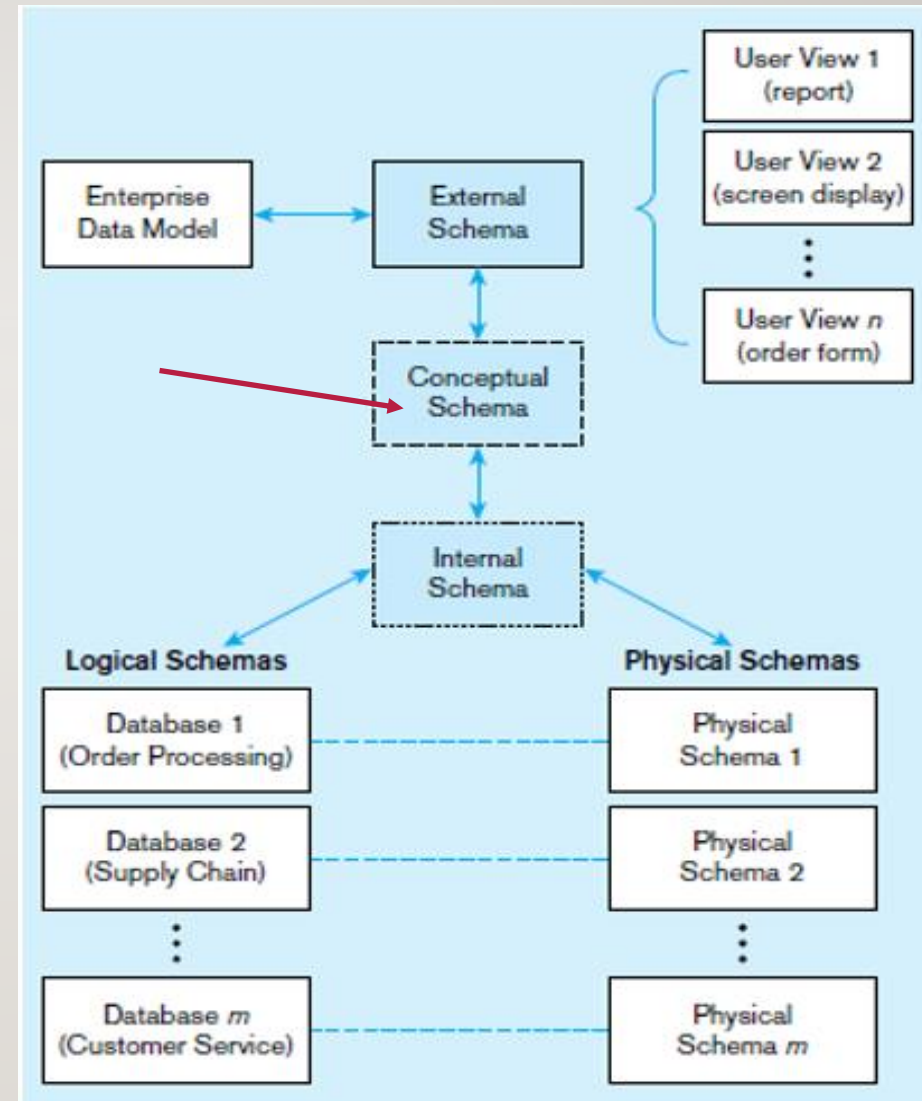 User View 1
(report)
Enterprise
Data Model
External
Schema
User View 2
(screen display)
User View n
(order form)
Conceptual
Schema
Internal
Schema
Logical Schemas
Physical Schemas
Database 1
(Order Processing)
Physical
Schema 1
Database 2
(Supply Chain)
Physical
Schema 2
Database m
(Customer Service)
Physical
Schema m